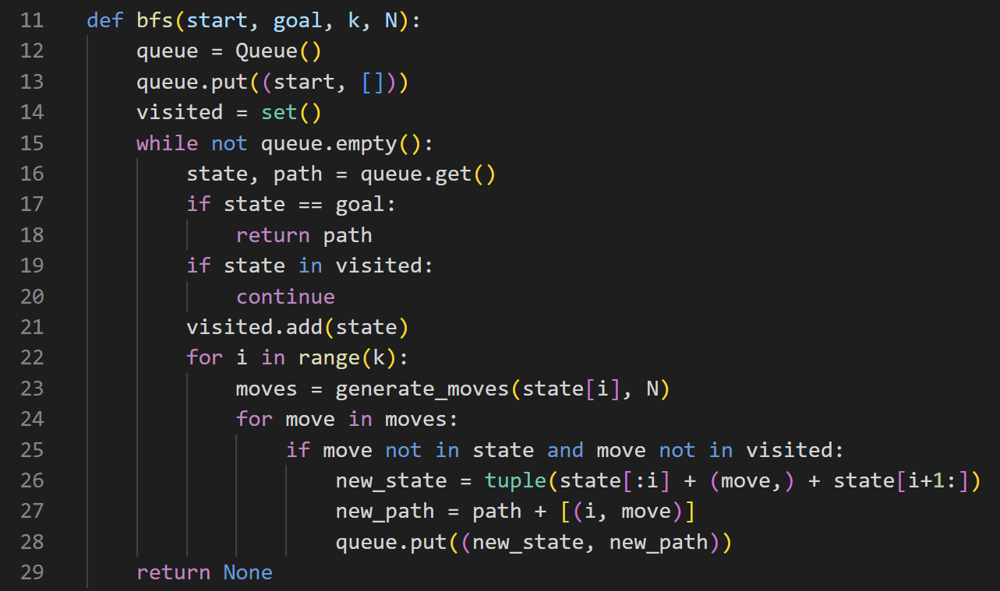 11 def bfs(start, goal, k, N):
12     queue = Queue()
13     queue.put((start, []))
14     visited = set()
15     while not queue.empty():
16         state, path = queue.get()
17         if state == goal:
18             return path
19         if state in visited:
20             continue
21         visited.add(state)
22         for i in range(k):
23             moves = generate_moves(state[i], N)
24             for move in moves:
25                 if move not in state and move not in visited:
26                     new_state = tuple(state[:i] + (move,) + state[i+1:])
27                     new_path = path + [(i, move)]
28                     queue.put((new_state, new_path))
29     return None